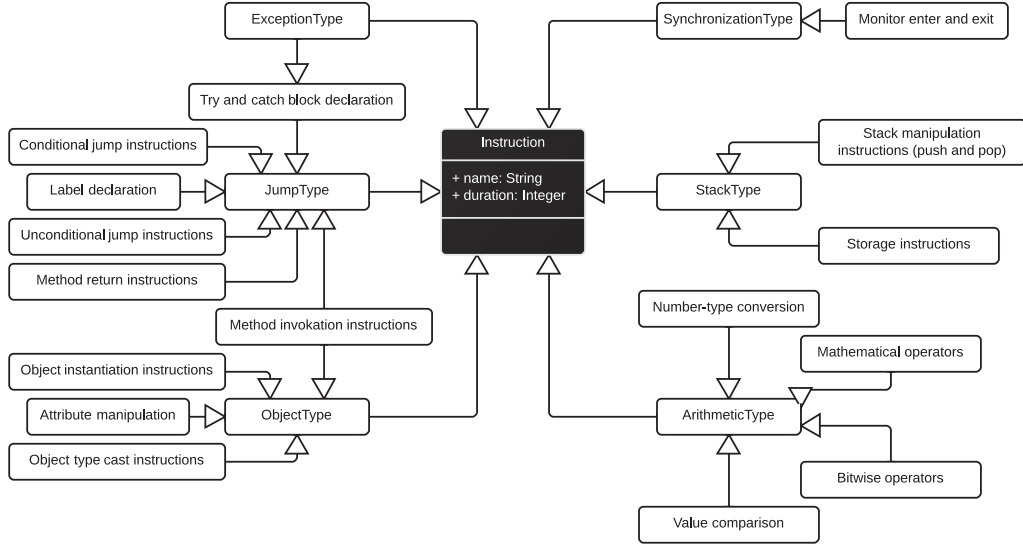 ExceptionType
SynchronizationType
Monitor enter and exit
Try and catch block declaration
Conditional jump instructions
Instruction
Stack manipulation
instructions (push and pop)
Label declaration
JumpType
+ name: String
+ duration: Integer
StackType
Unconditional jump instructions
Storage instructions
Method return instructions
Method invokation instructions
Number-type conversion
Object instantiation instructions
Mathematical operators
Attribute manipulation
ObjectType
ArithmeticType
Object type cast instructions
Bitwise operators
Value comparison